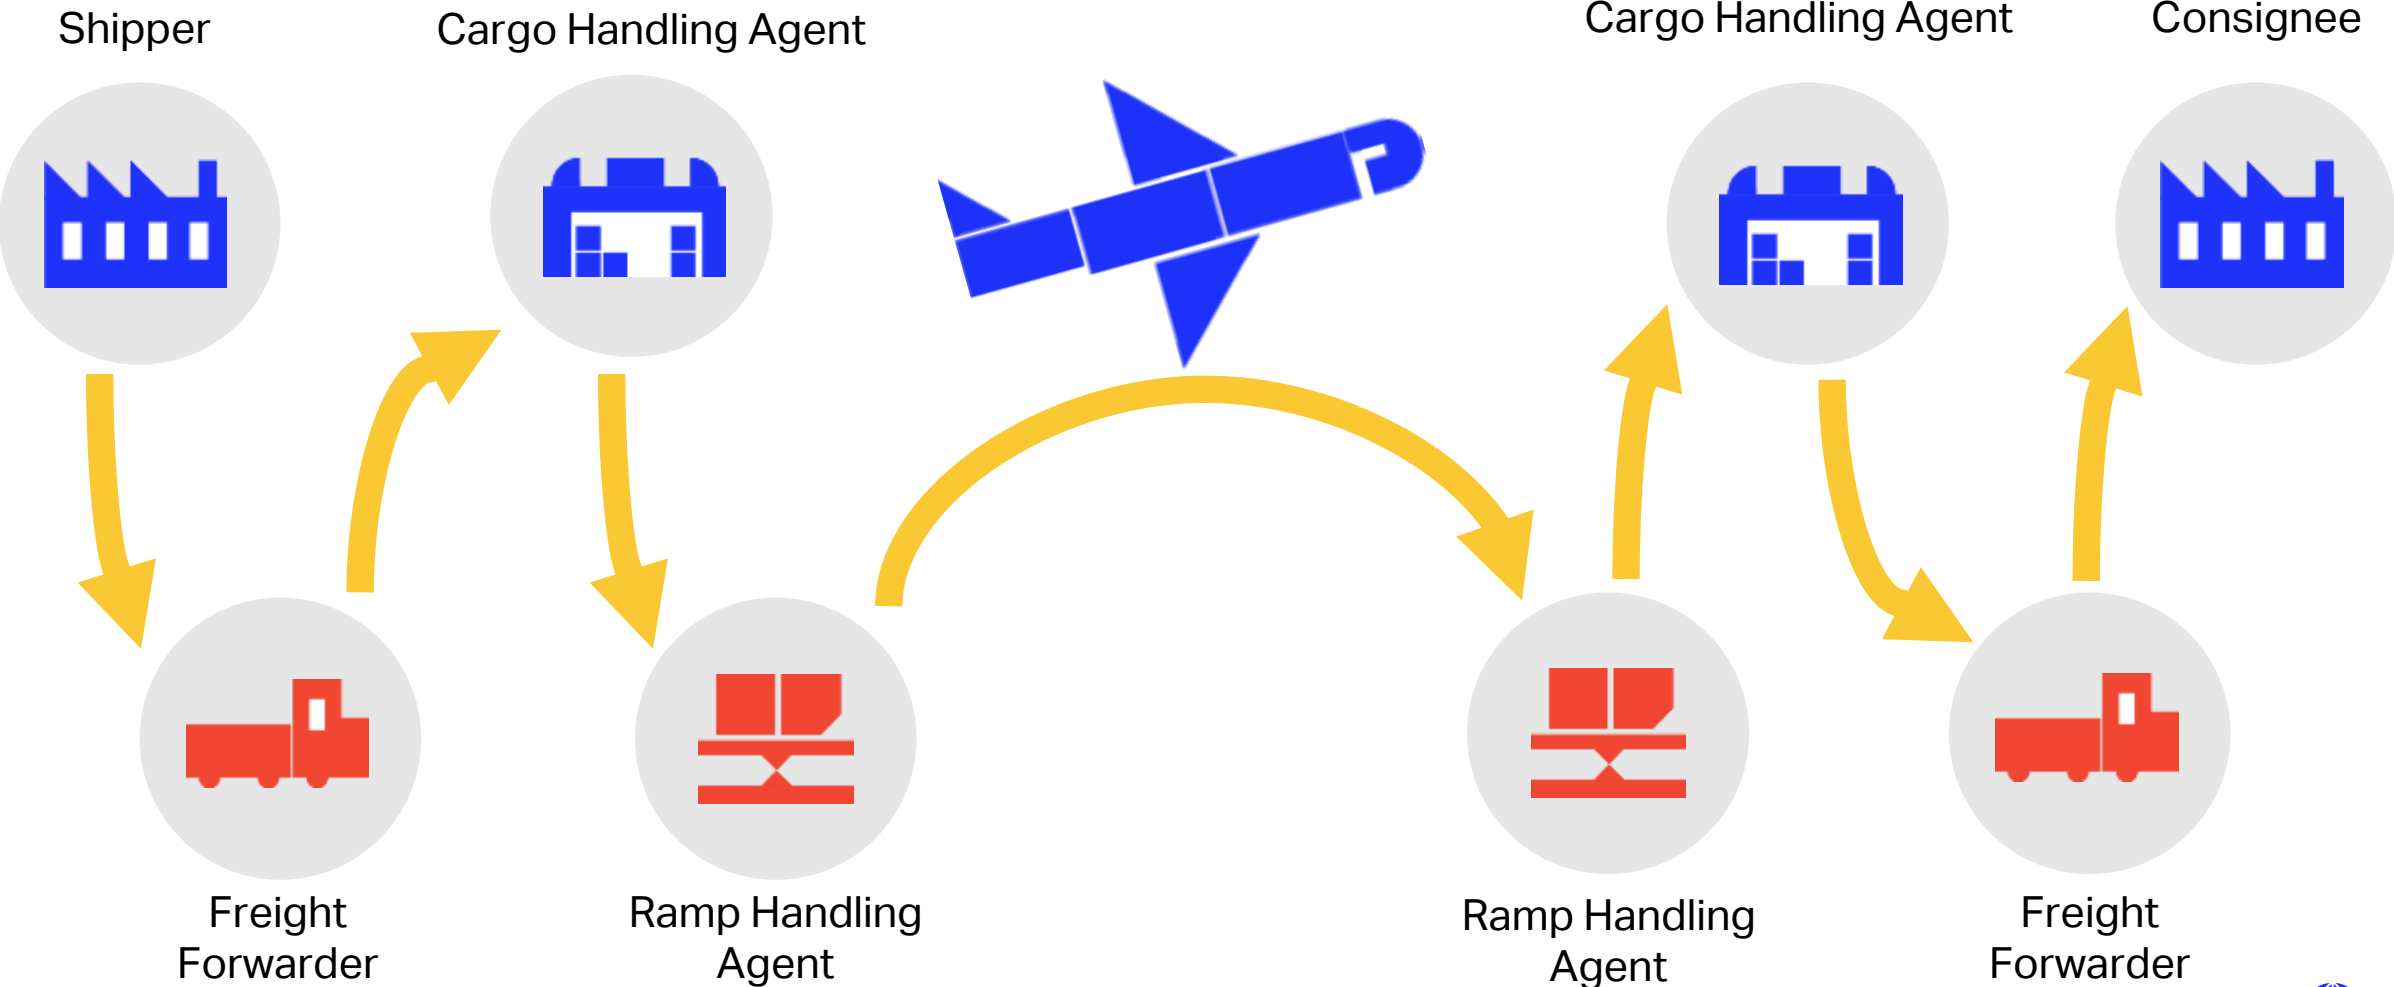 Shipper
Cargo Handling Agent
Cargo Handling Agent
Consignee
Freight
Forwarder
Ramp Handling
Agent
Ramp Handling
Agent
Freight
Forwarder